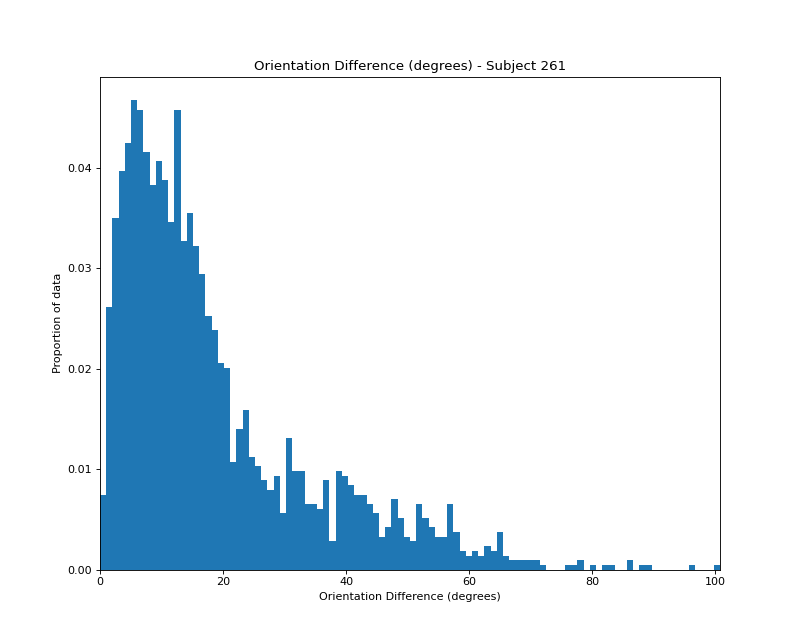 Orientation Difference (degrees) - Subject 261
0.04
0.03
0.02
0.01
0.00
Proportion of data
0 20 40 60 80 100
Orientation Difference (degrees)